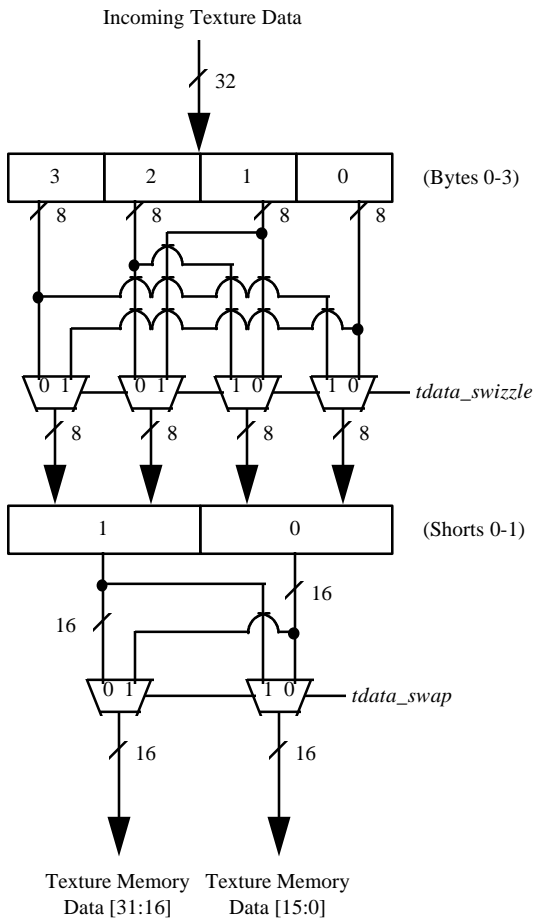 Incoming Texture Data
32
3 2 1 0 (Bytes 0-3)
8 8 8 8
0 1 0 1 1 0 1 0 tdata_swizzle
8 8 8 8
1 0 (Shorts 0-1)
16
16
0 1 1 0 tdata_swap
16 16
Texture Memory Texture Memory
Data [31:16] Data [15:0]